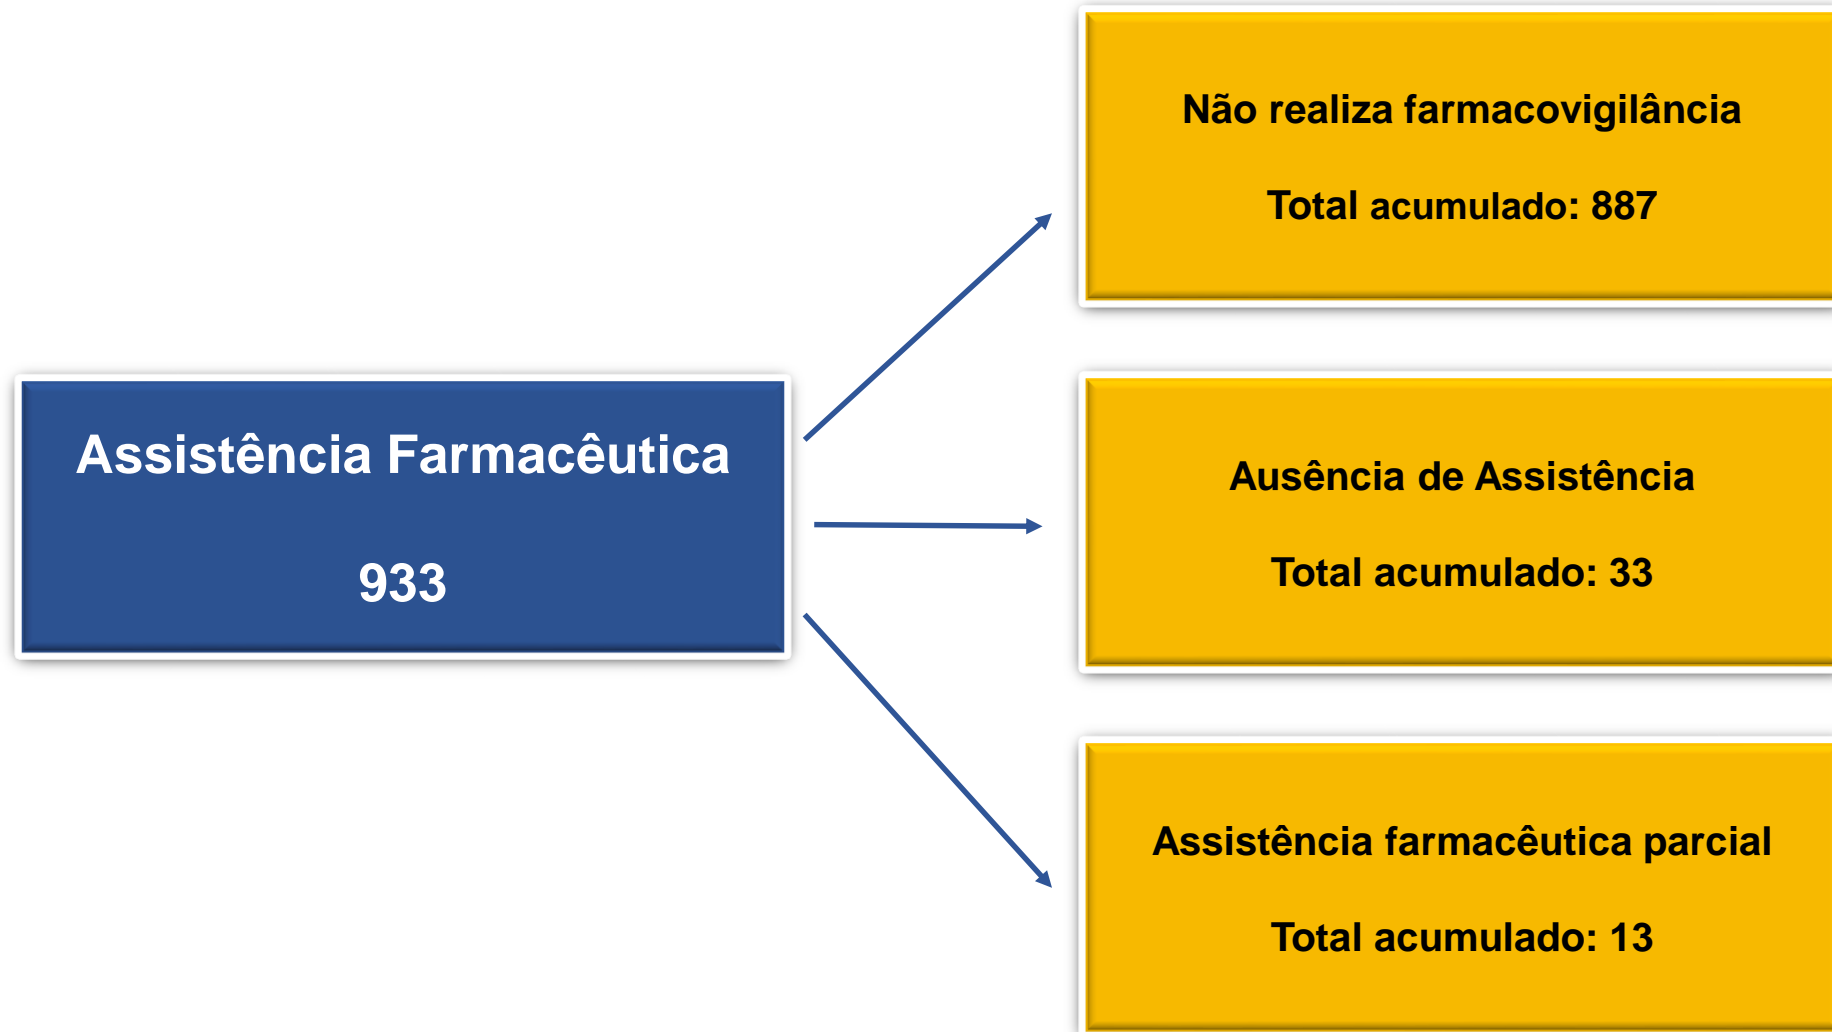 Não realiza farmacovigilância
Total acumulado: 887
Assistência Farmacêutica
933
Ausência de Assistência
Total acumulado: 33
Assistência farmacêutica parcial
Total acumulado: 13